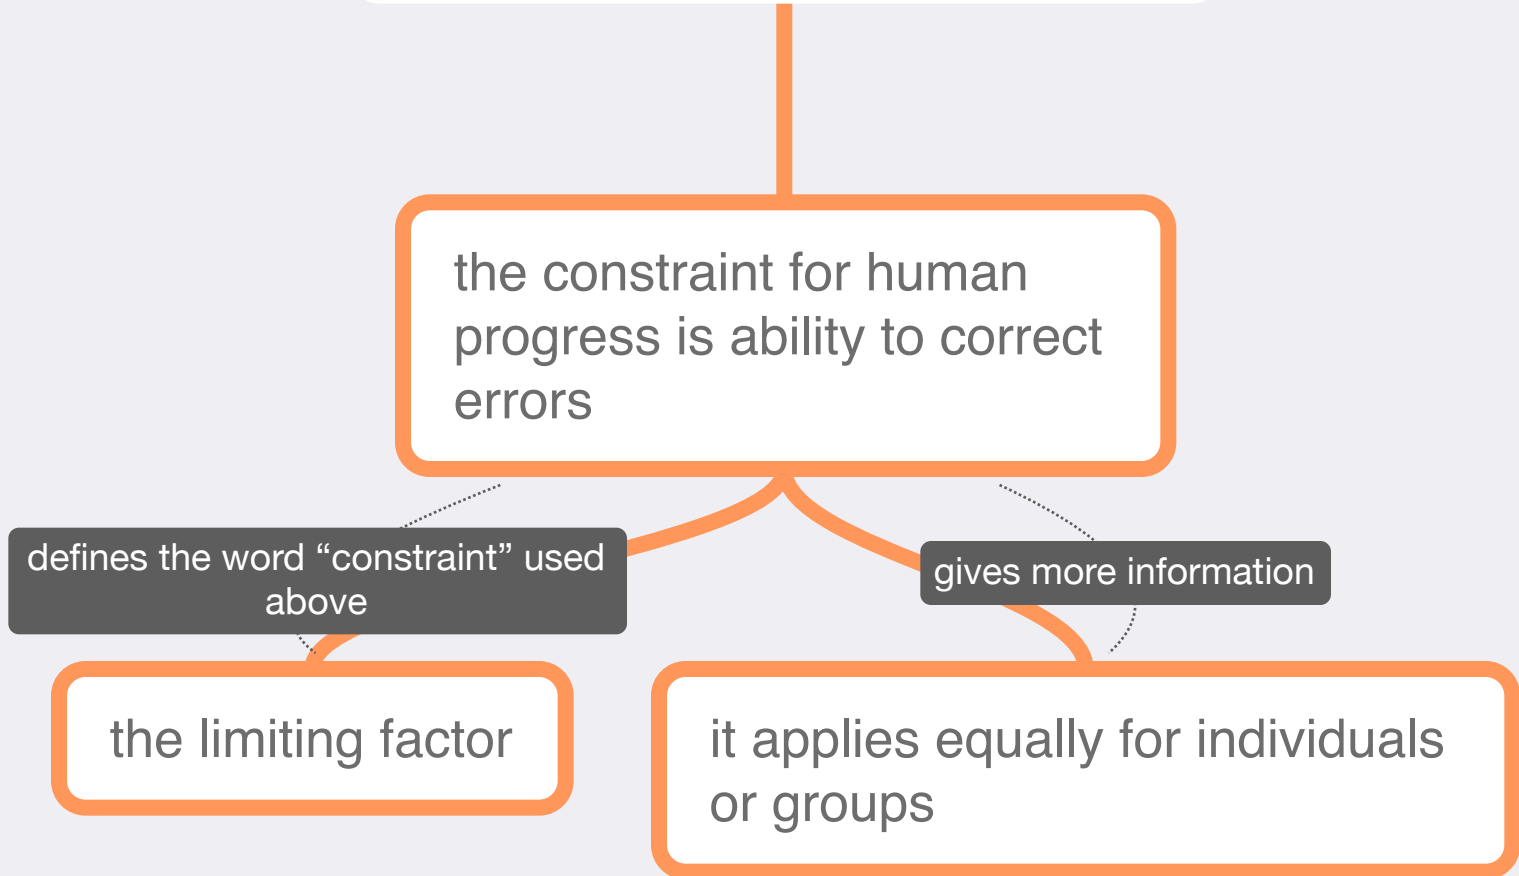 the constraint for human
progress is ability to correct
errors
defines the word “constraint” used
above
gives more information
the limiting factor
it applies equally for individuals
or groups